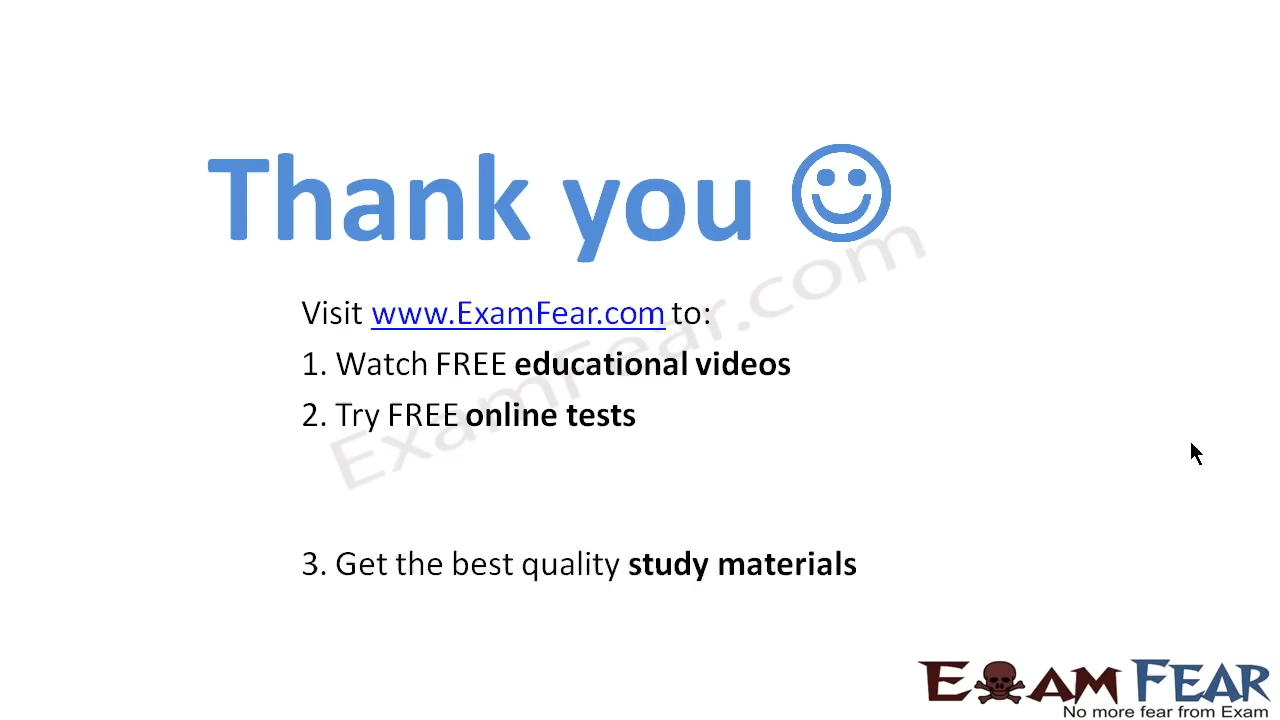 Thank you
Visit www.ExamFear.com to:
1. Watch FREE educational videos
2. Try FREE online tests
ExamFear.com
3. Get the best quality study materials
EXAM FEAR
No more fear from Exam